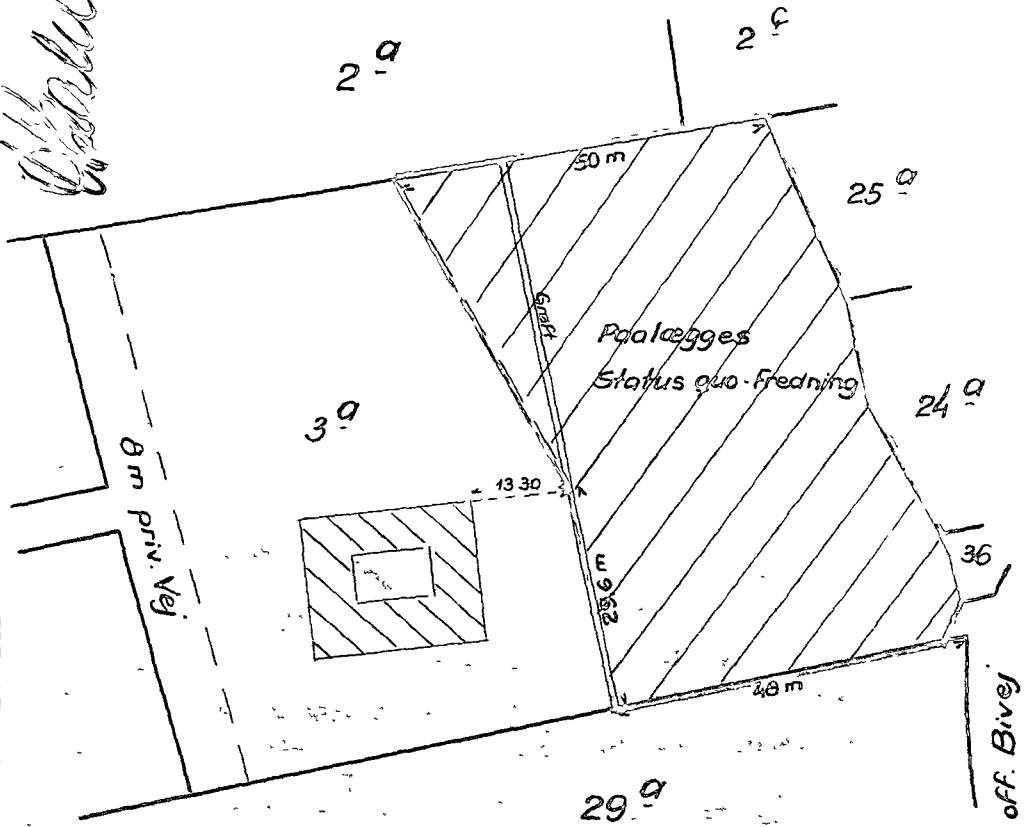 2 a
2 c
50 m
25 a
Grøft
Paalægges
Status quo-Fredning
24 a
3 a
8 m priv. Vej
13 30
36
29,6 m
48 m
off. Bivej
29 a